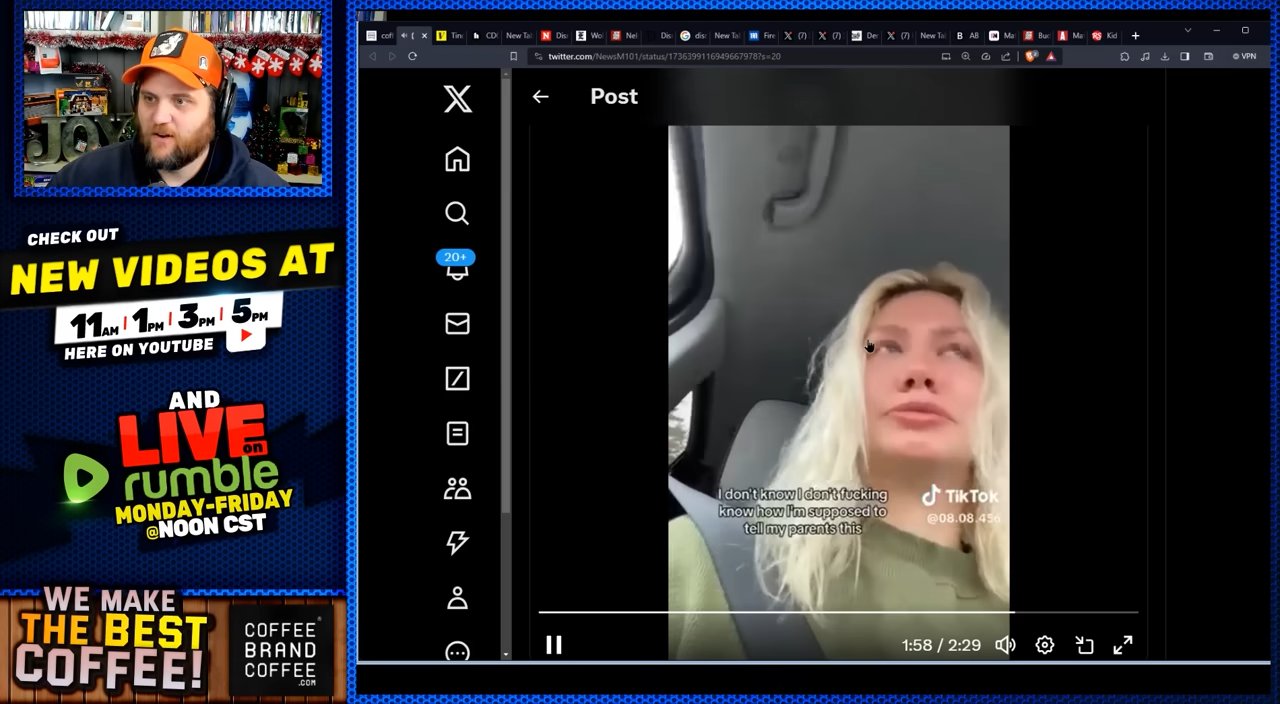 CHECK OUT
NEW VIDEOS AT
11AM | 1PM | 3PM | 5PM
HERE ON YOUTUBE
AND
LIVE on
rumble
MONDAY-FRIDAY
@NOON CST
WE MAKE
THE BEST
COFFEE!
COFFEE
BRAND
COFFEE
.COM
JOY
twitter.com/NewsM101/status/1736399116949667978?s=20
VPN
Post
20+
I don't know I don't fucking
know how I'm supposed to
tell my parents this
TikTok
@08.08.456
1:58 / 2:29